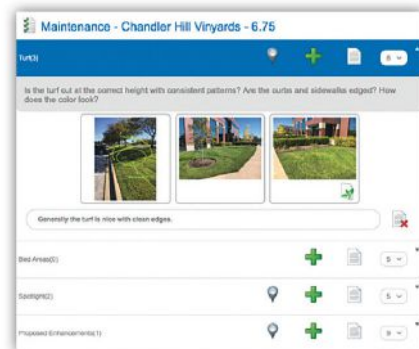 Maintenance - Chandler Hill Vinyards - 6.75
Turf(3)
6
Is the turf cut at the correct height with consistent patterns? Are the curbs and sidewalks edged? How
does the color look?
Generally the turf is nice with clean edges.
Bed Areas(0)
5
Spotlight(2)
5
Proposed Enhancements(1)
9